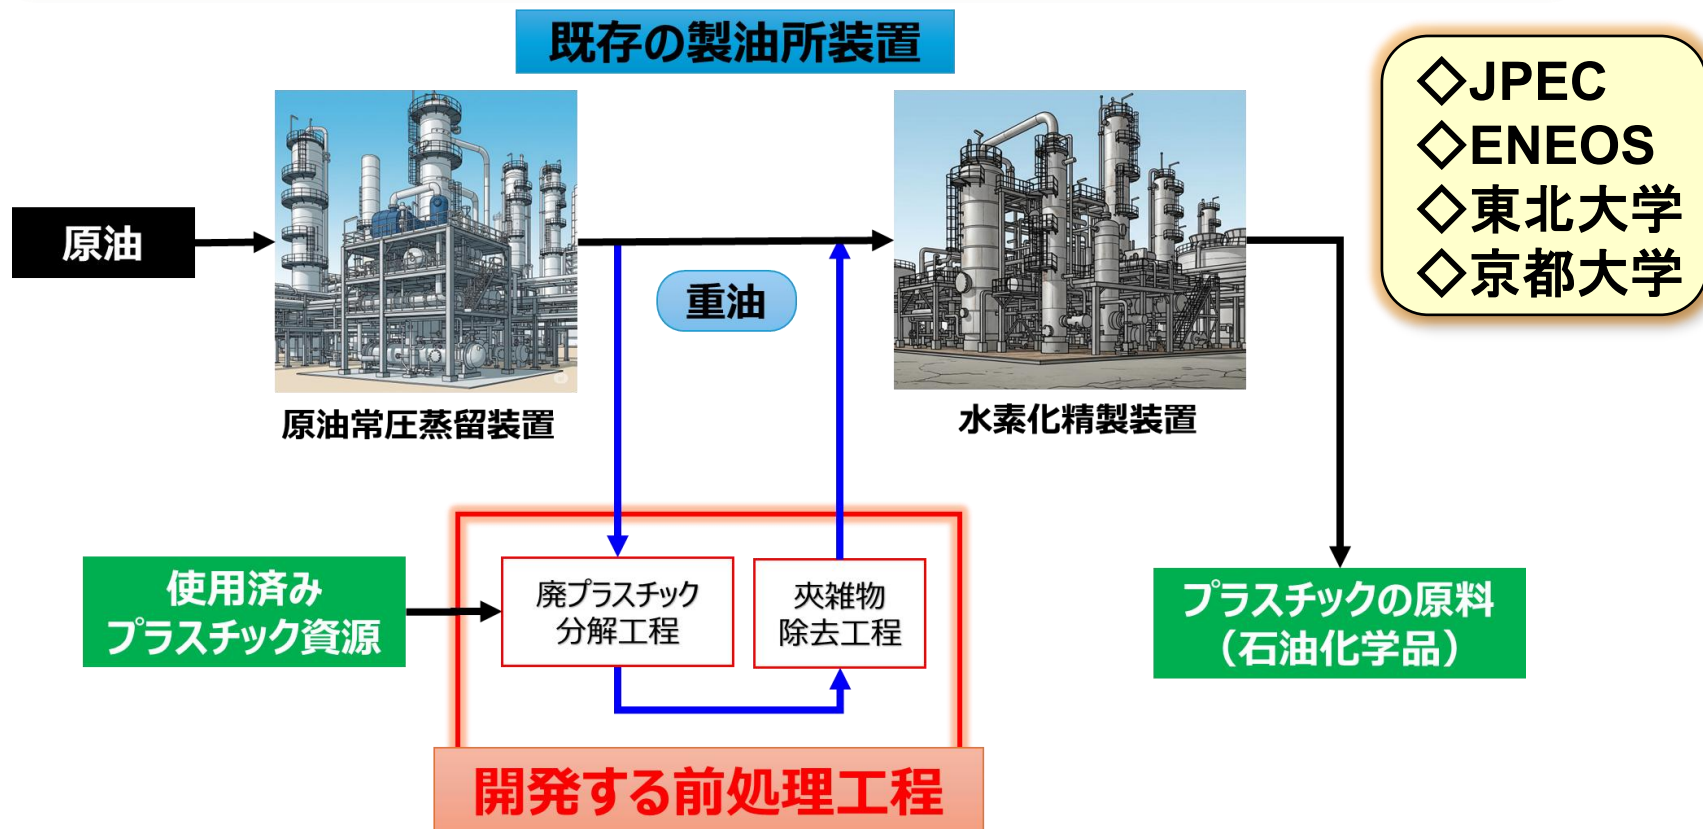 既存の製油所装置
◇JPEC
◇ENEOS
◇東北大学
◇京都大学
原油
重油
原油常圧蒸留装置
水素化精製装置
使用済み
プラスチック資源
廃プラスチック
分解工程
夾雑物
除去工程
プラスチックの原料
（石油化学品）
開発する前処理工程